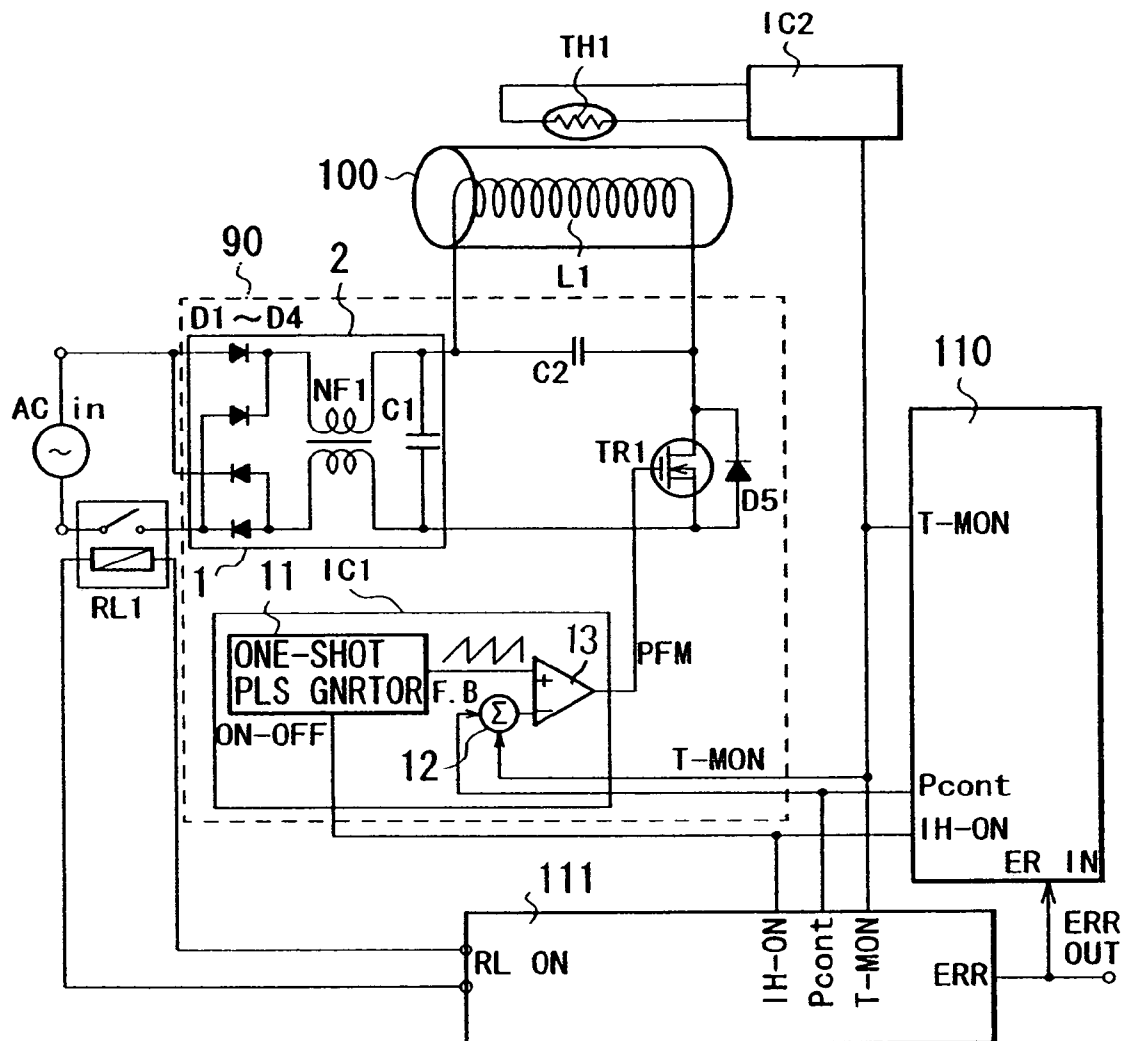 IC2
TH1
100
L1
90
2
D1～D4
110
AC in
NF1
C1
C2
TR1
D5
T-MON
1
RL1
11
IC1
13
ONE-SHOT
PLS GNRTOR
F.B
+
−
Σ
PFM
ON-OFF
12
T-MON
Pcont
IH-ON
ER IN
111
RL ON
IH-ON
Pcont
T-MON
ERR
ERR
OUT